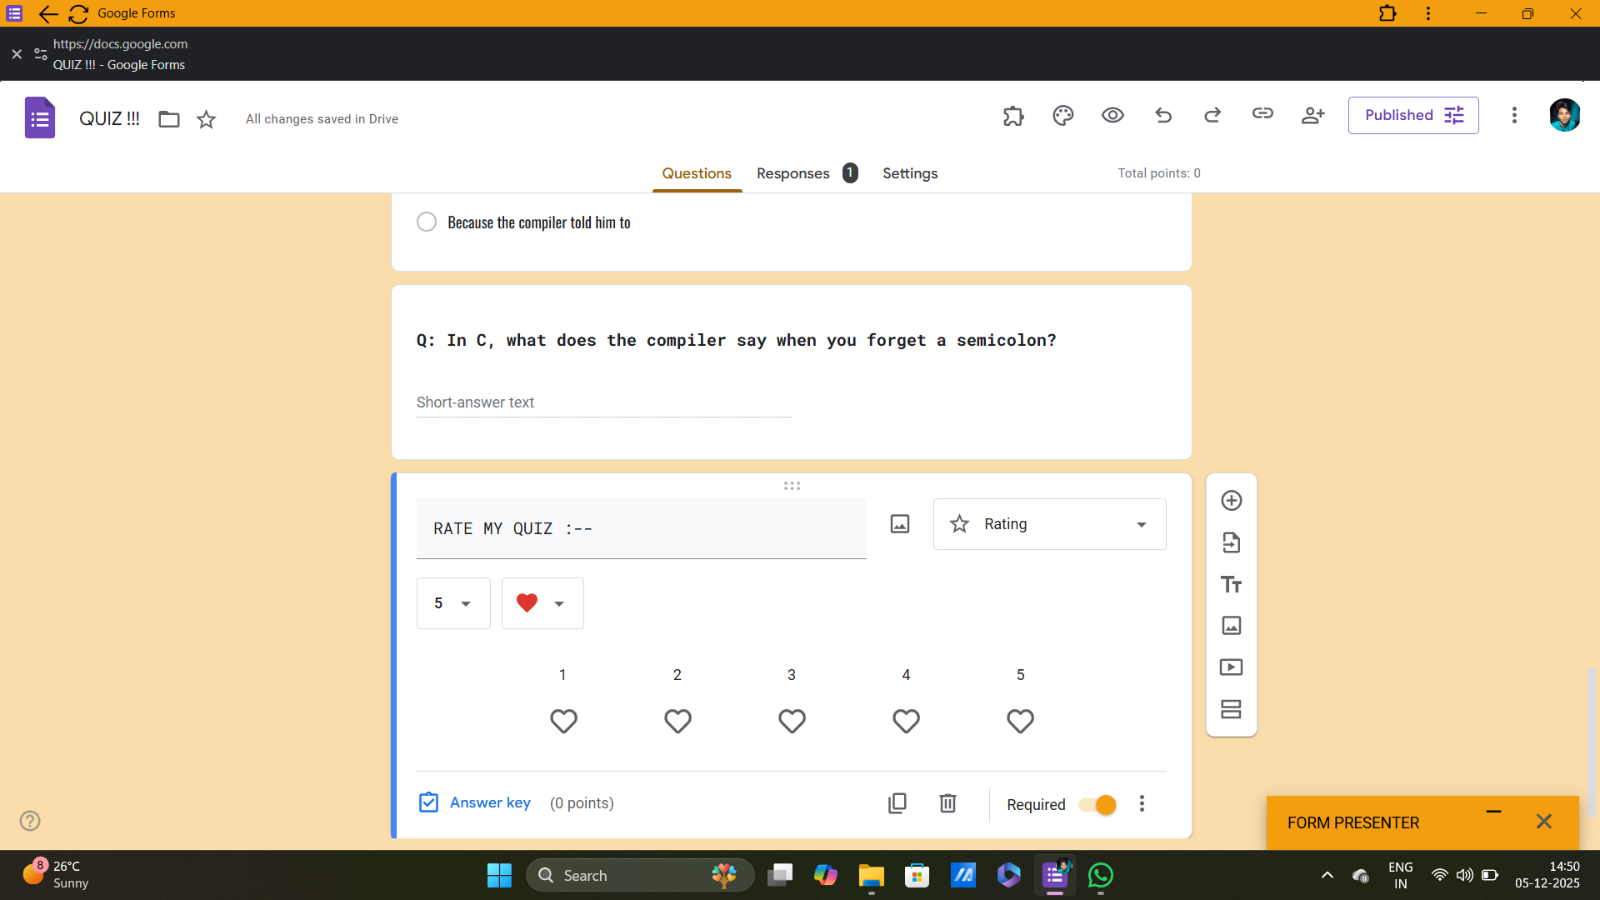 Google Forms
https://docs.google.com
QUIZ !!! - Google Forms
QUIZ !!!
All changes saved in Drive
Published
Questions
Responses 1
Settings
Total points: 0
Because the compiler told him to
Q: In C, what does the compiler say when you forget a semicolon?
Short-answer text
RATE MY QUIZ :--
Rating
5
1 2 3 4 5
Answer key (0 points)
Required
FORM PRESENTER
8
26°C
Sunny
Search
ENG
IN
14:50
05-12-2025